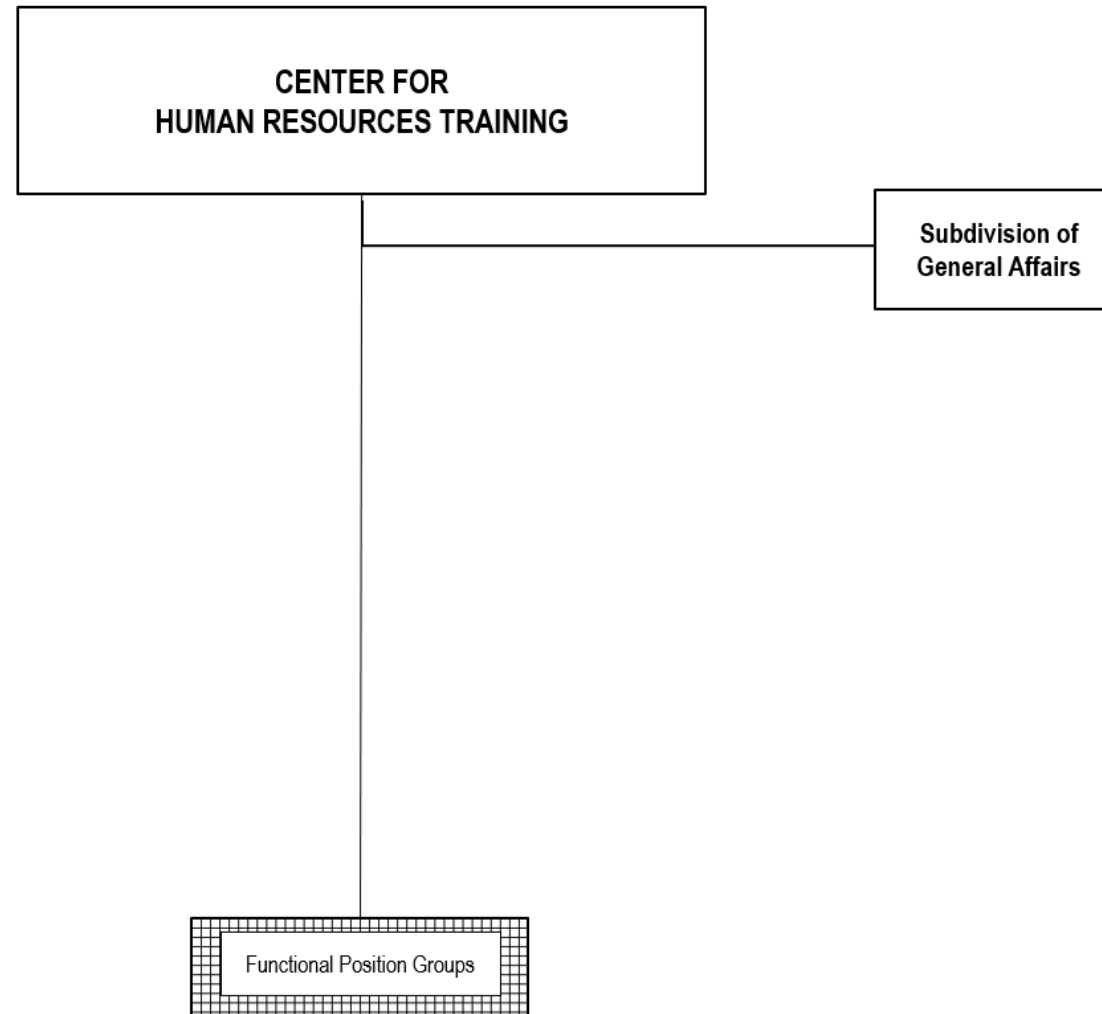 CENTER FOR
HUMAN RESOURCES TRAINING
Subdivision of
General Affairs
Functional Position Groups